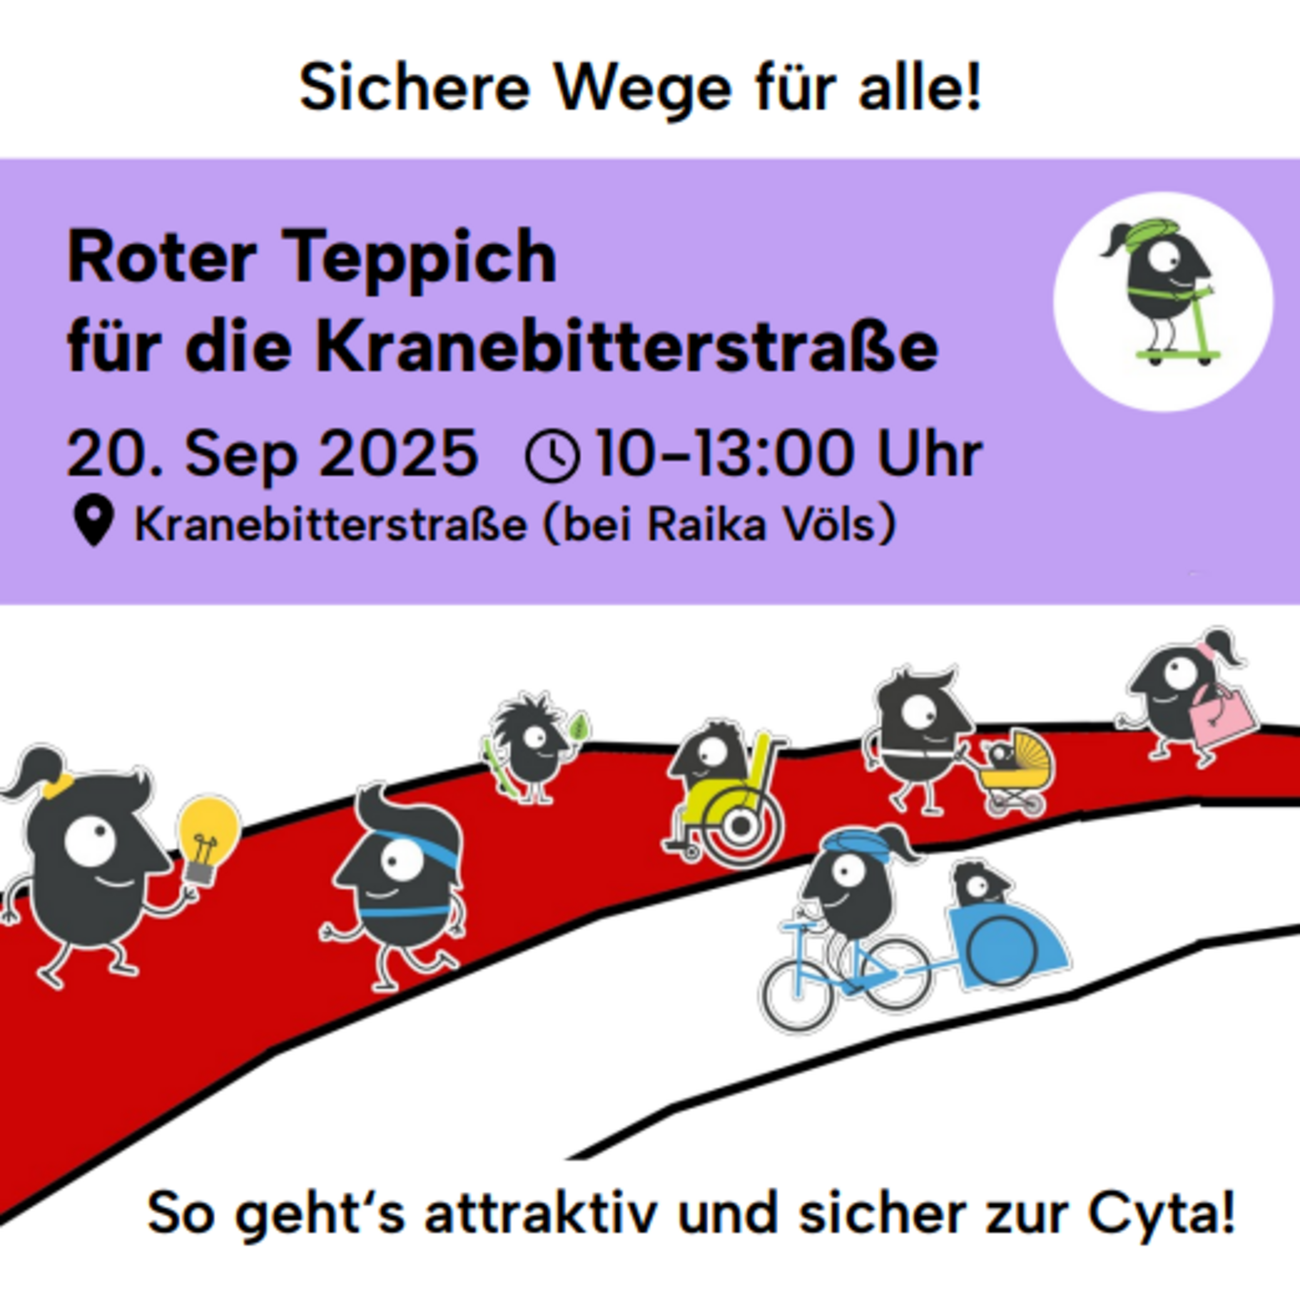 Sichere Wege für alle!
Roter Teppich
für die Kranebitterstraße
20. Sep 2025 10–13:00 Uhr
Kranebitterstraße (bei Raika Völs)
So geht‘s attraktiv und sicher zur Cyta!